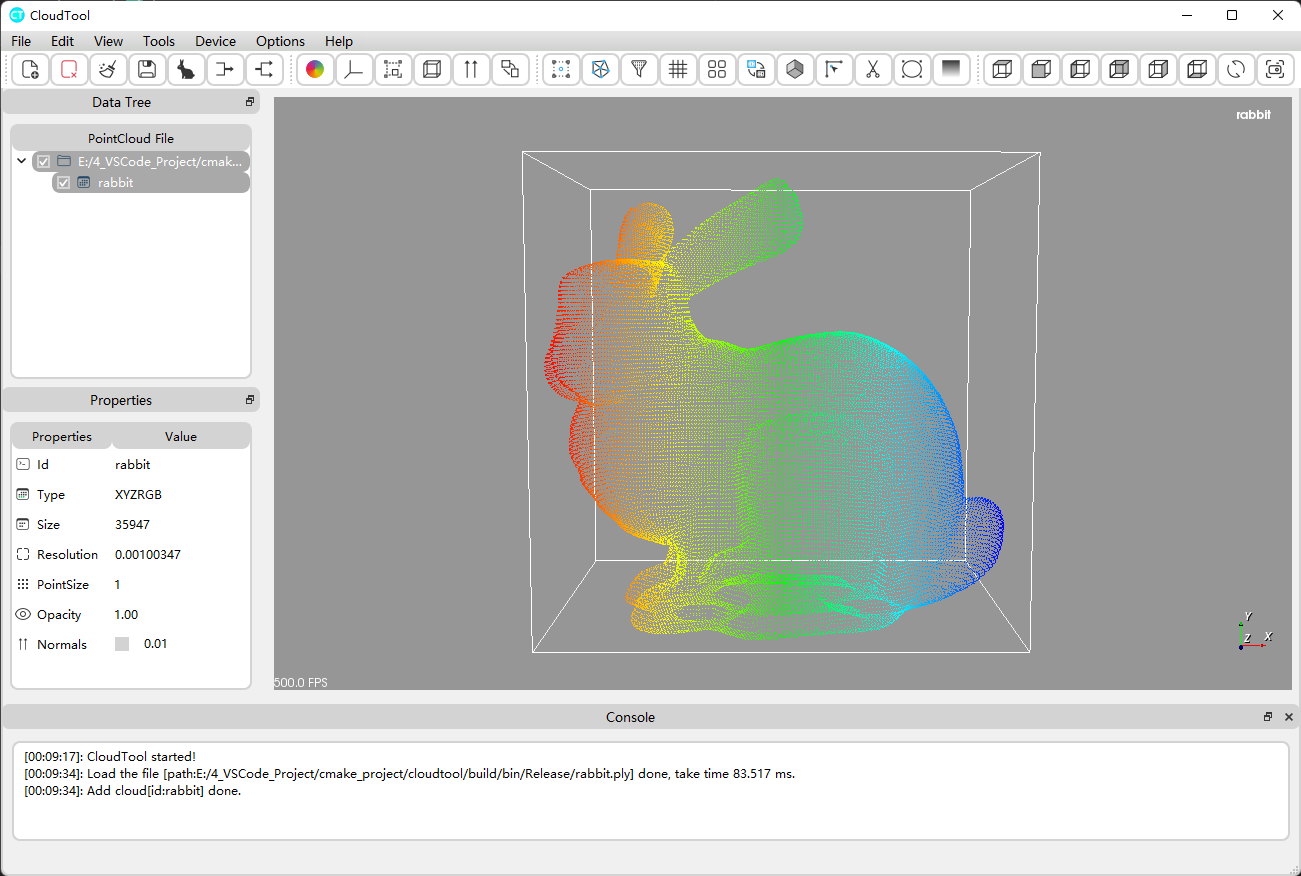 CT CloudTool
File Edit View Tools Device Options Help
Data Tree
PointCloud File
E:/4_VSCode_Project/cmak...
rabbit
Properties
Properties Value
Id rabbit
Type XYZRGB
Size 35947
Resolution 0.00100347
PointSize 1
Opacity 1.00
Normals 0.01
rabbit
Y
Z X
500.0 FPS
Console
[00:09:17]: CloudTool started!
[00:09:34]: Load the file [path:E:/4_VSCode_Project/cmake_project/cloudtool/build/bin/Release/rabbit.ply] done, take time 83.517 ms.
[00:09:34]: Add cloud[id:rabbit] done.